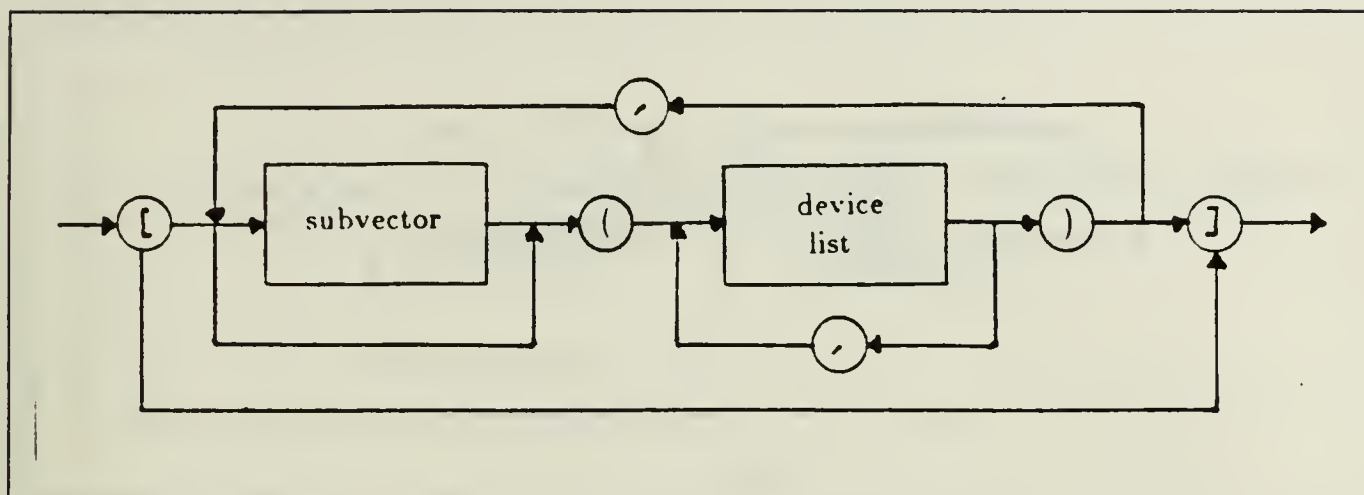 ,
[
subvector
(
device
list
)
]
,